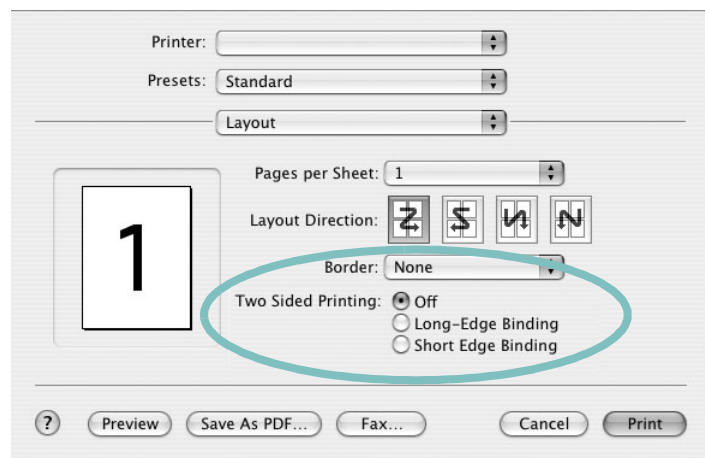 Printer:
Presets: Standard
Layout
Pages per Sheet: 1
Layout Direction:
1
Border: None
Two Sided Printing: Off
Long-Edge Binding
Short Edge Binding
? Preview Save As PDF... Fax... Cancel Print